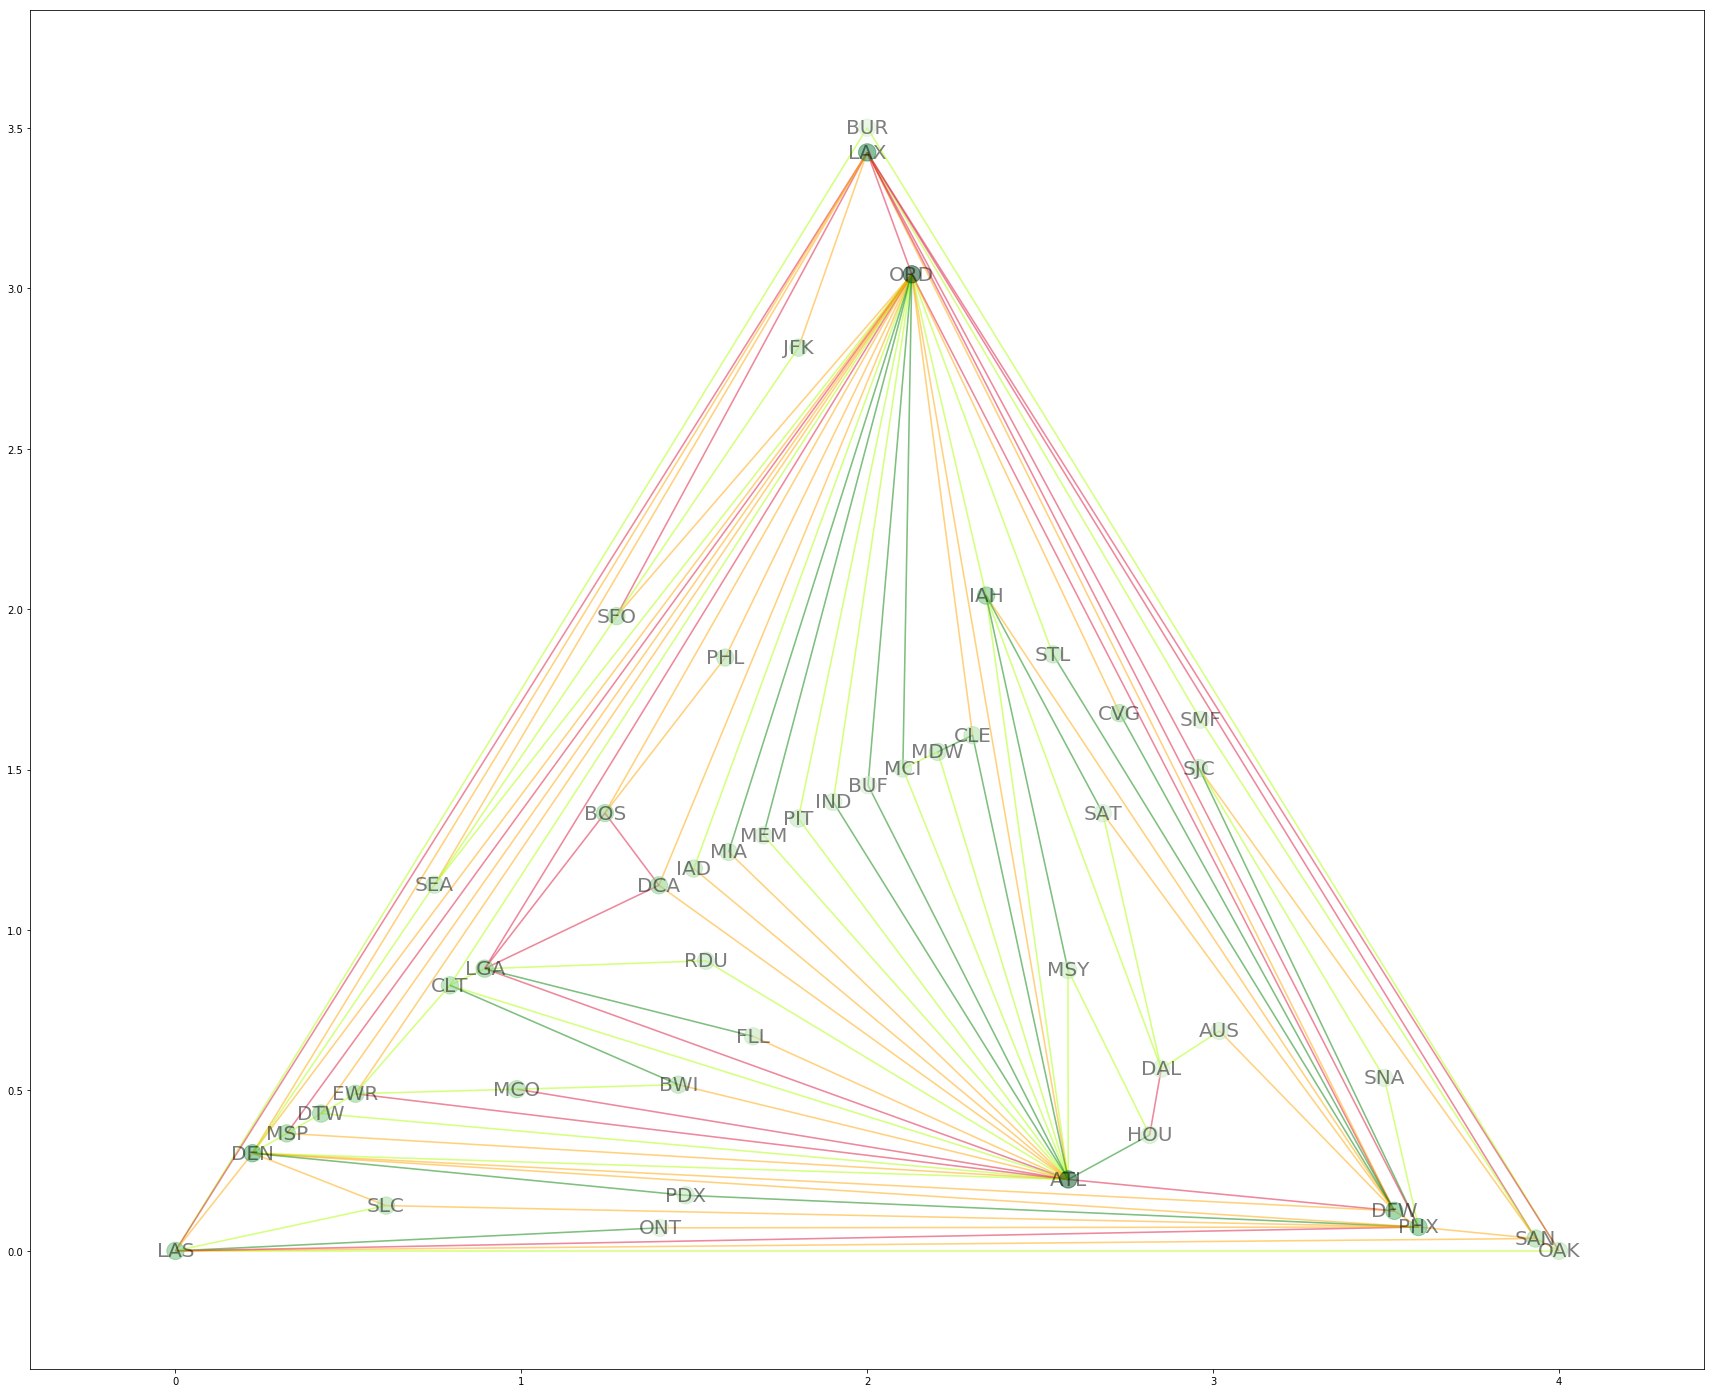 BUR
3.5
LAX
3.0
ORD
JFK
2.5
2.0
IAH
SFO
PHL
STL
CVG
SMF
CLE
MDW
1.5
MCI
SJC
BUF
IND
BOS
PIT
SAT
MEM
MIA
IAD
SEA
DCA
1.0
LGA
RDU
MSY
CLT
AUS
FLL
DAL
SNA
0.5
EWR
MCO
BWI
DTW
MSP
HOU
DEN
ATL
PDX
SLC
DFW
ONT
PHX
SAN
0.0
LAS
OAK
0 1 2 3 4